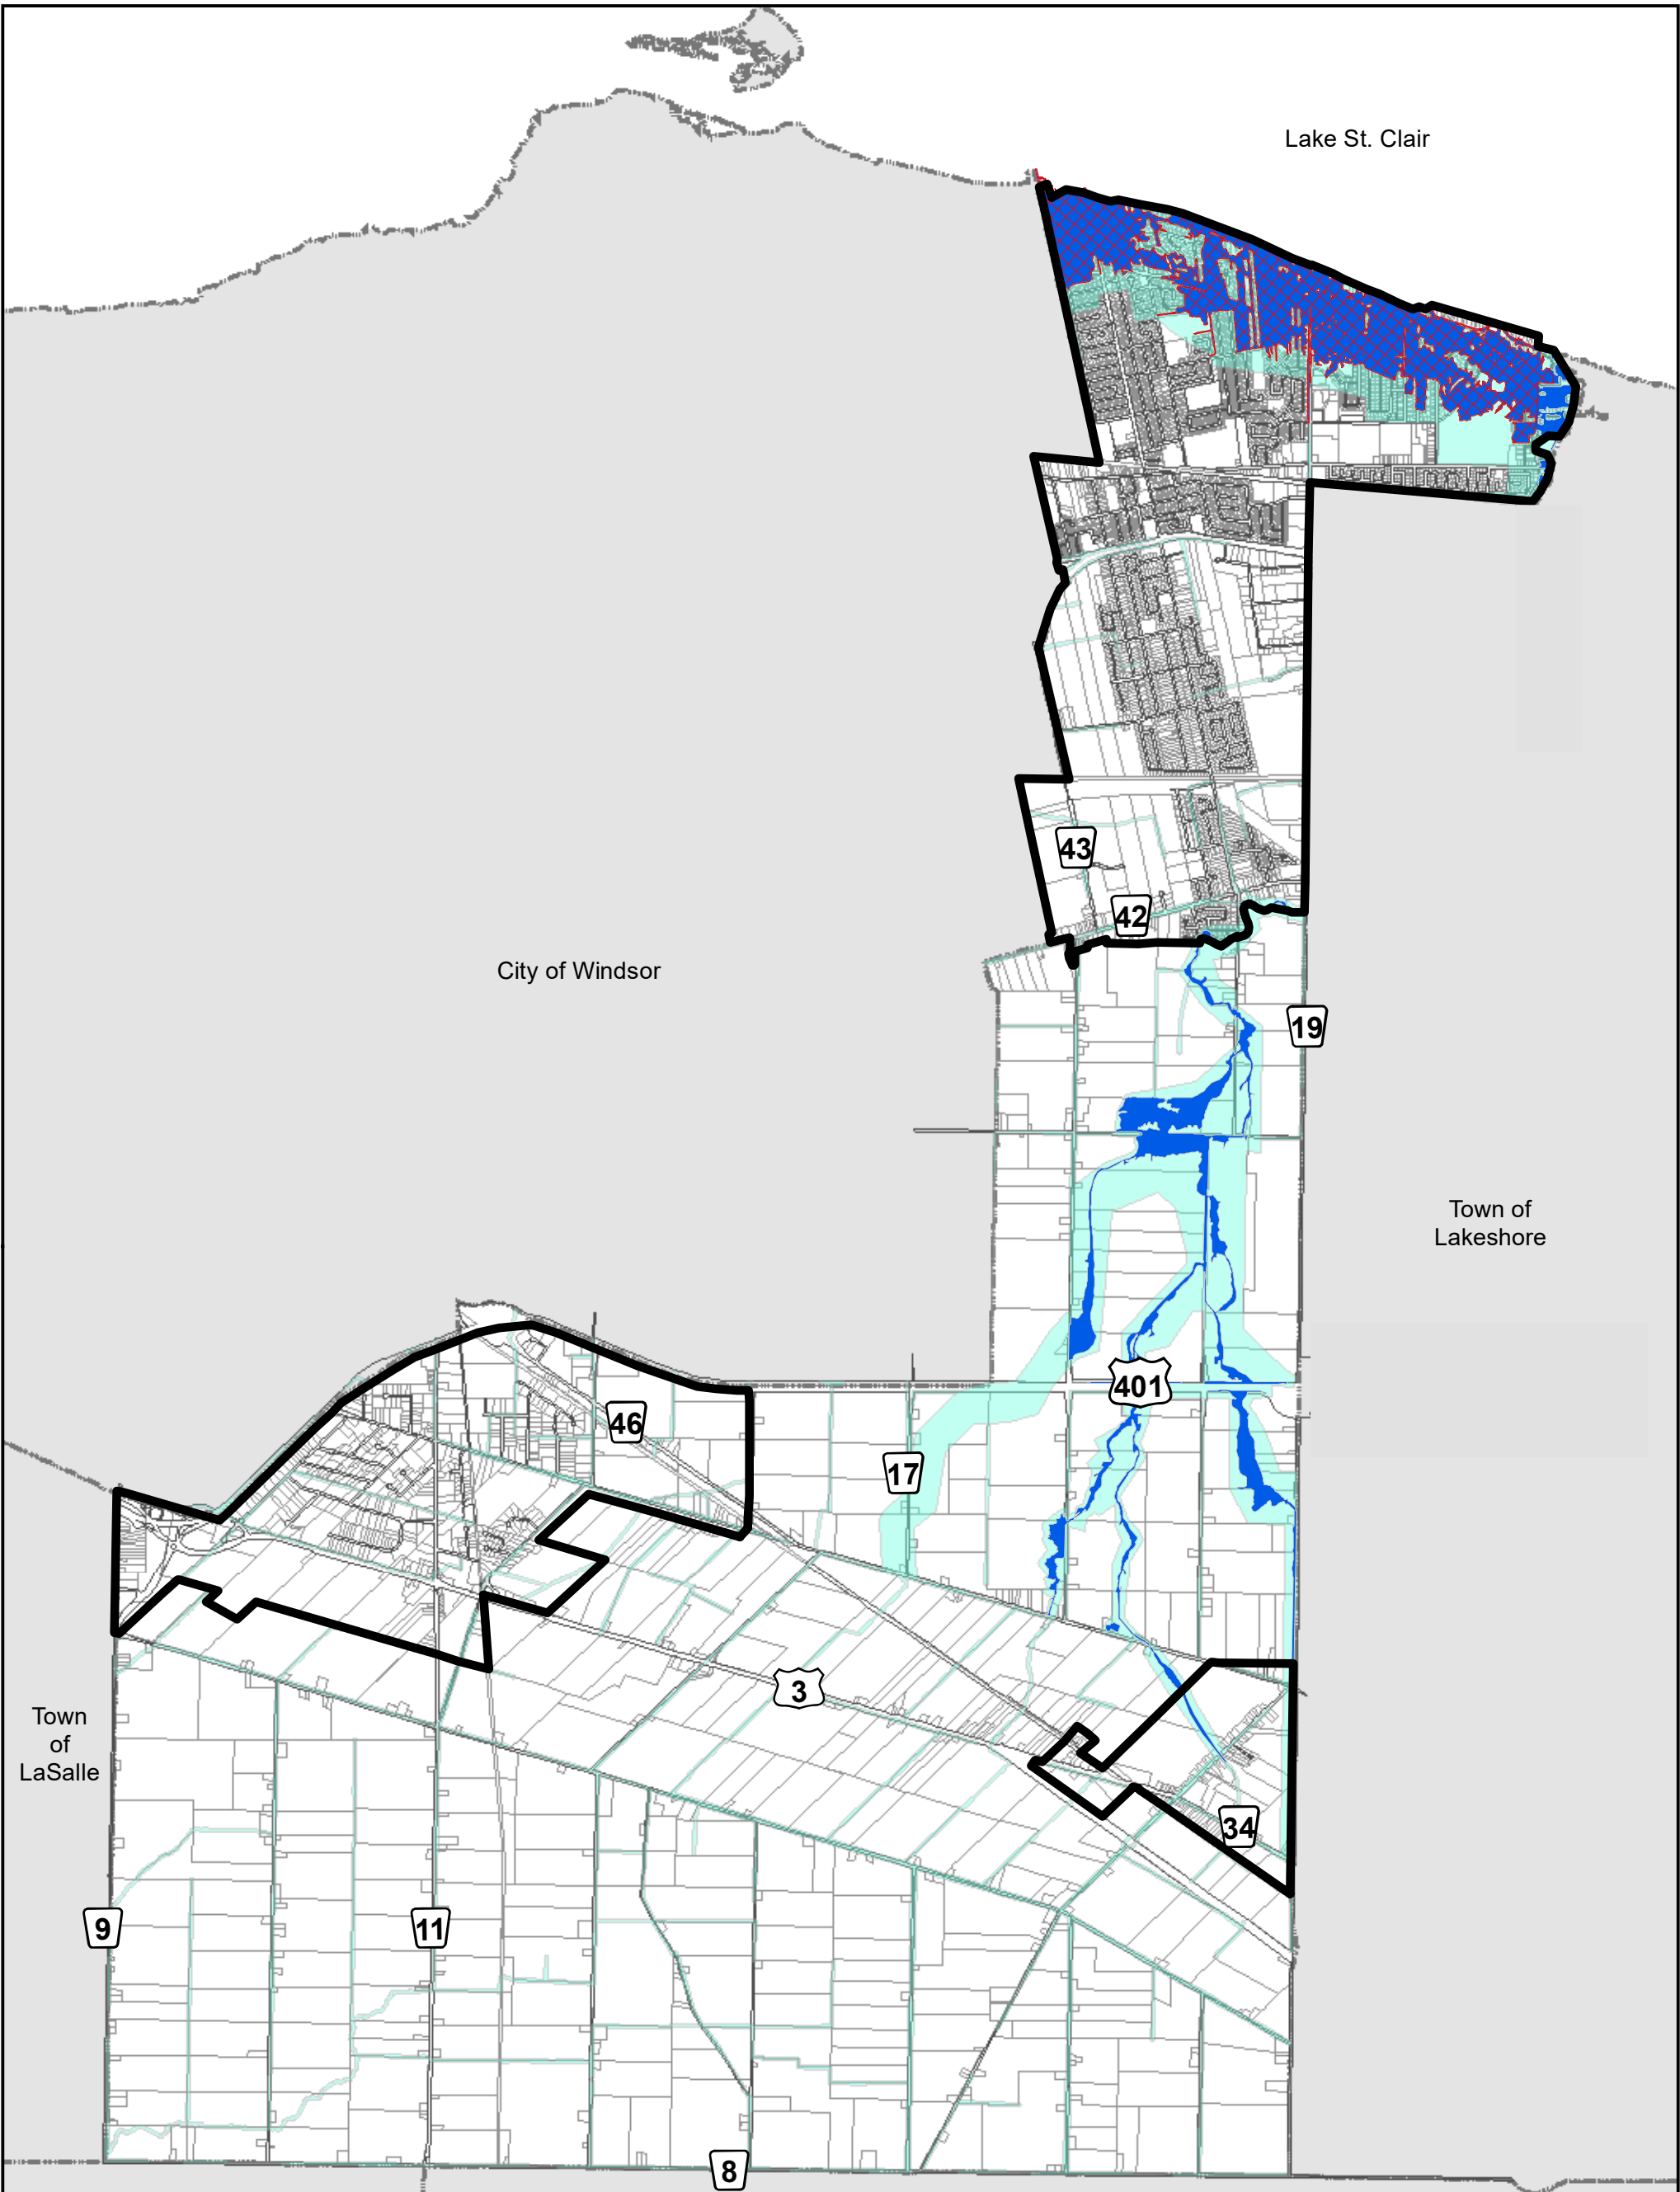 Lake St. Clair
43
42
City of Windsor
19
Town of
Lakeshore
401
46
17
3
Town
of
LaSalle
34
9
11
8